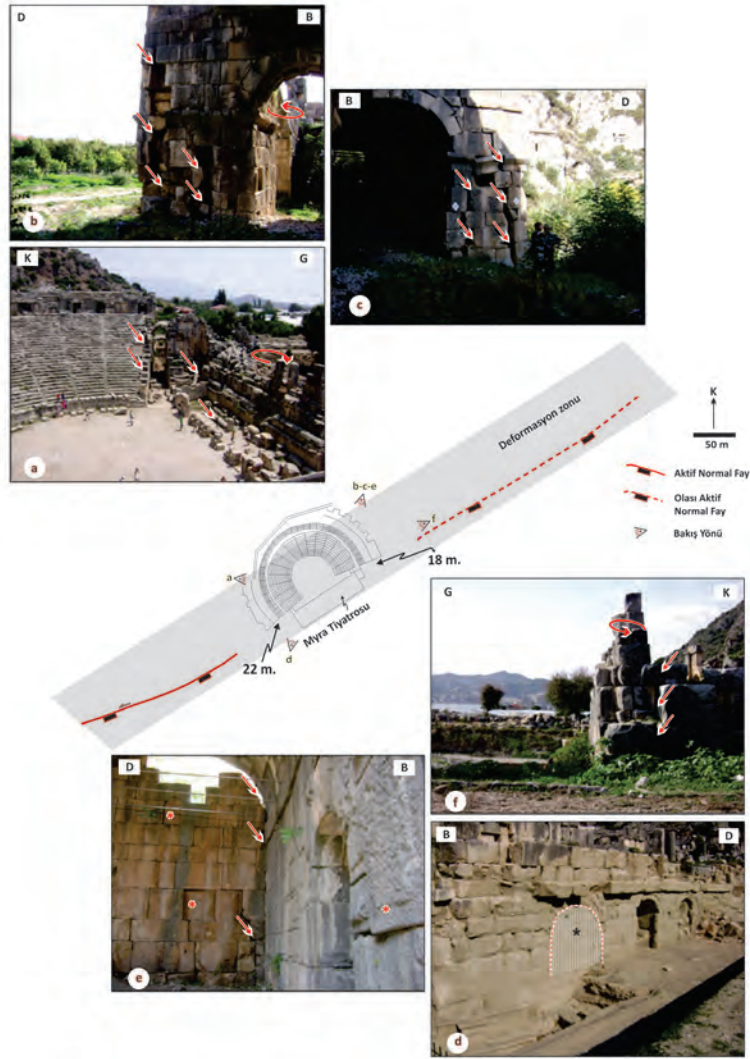 D B
b
B D
c
K G
a
K
50 m
Deformasyon zonu
Aktif Normal Fay
Olası Aktif
Normal Fay
Bakış Yönü
b-c-e
f
18 m.
a
Myra Tiyatrosu
d
22 m.
G K
f
D B
*
*
*
e
B D
*
d